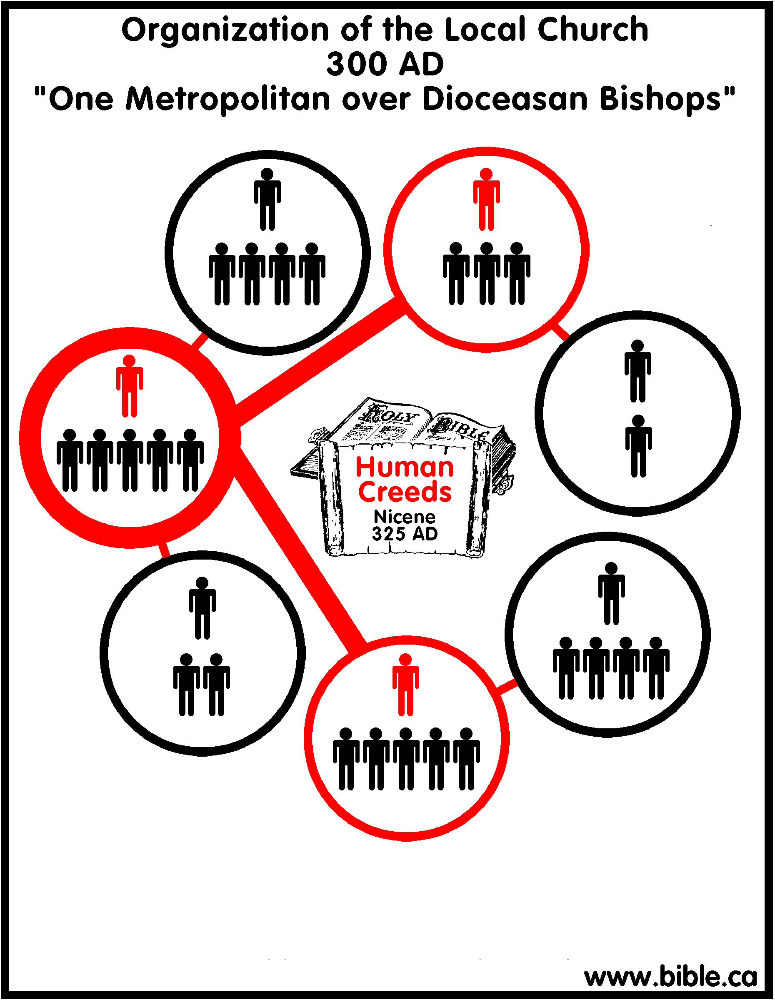 Organization of the Local Church
300 AD
"One Metropolitan over Dioceasan Bishops"
HOLY BIBLE
Human
Creeds
Nicene
325 AD
www.bible.ca